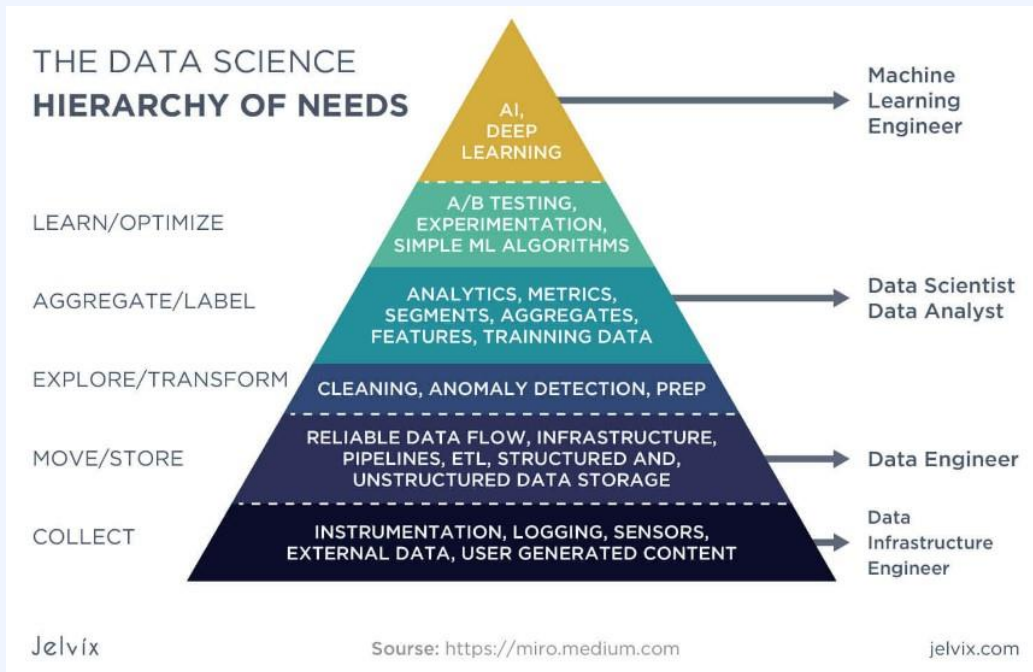 THE DATA SCIENCE
HIERARCHY OF NEEDS
AI,
DEEP
LEARNING
Machine
Learning
Engineer
LEARN/OPTIMIZE
A/B TESTING,
EXPERIMENTATION,
SIMPLE ML ALGORITHMS
AGGREGATE/LABEL
ANALYTICS, METRICS,
SEGMENTS, AGGREGATES,
FEATURES, TRAINNING DATA
Data Scientist
Data Analyst
EXPLORE/TRANSFORM
CLEANING, ANOMALY DETECTION, PREP
MOVE/STORE
RELIABLE DATA FLOW, INFRASTRUCTURE,
PIPELINES, ETL, STRUCTURED AND,
UNSTRUCTURED DATA STORAGE
Data Engineer
COLLECT
INSTRUMENTATION, LOGGING, SENSORS,
EXTERNAL DATA, USER GENERATED CONTENT
Data
Infrastructure
Engineer
Jelvix
Sourse: https://miro.medium.com
jelvix.com